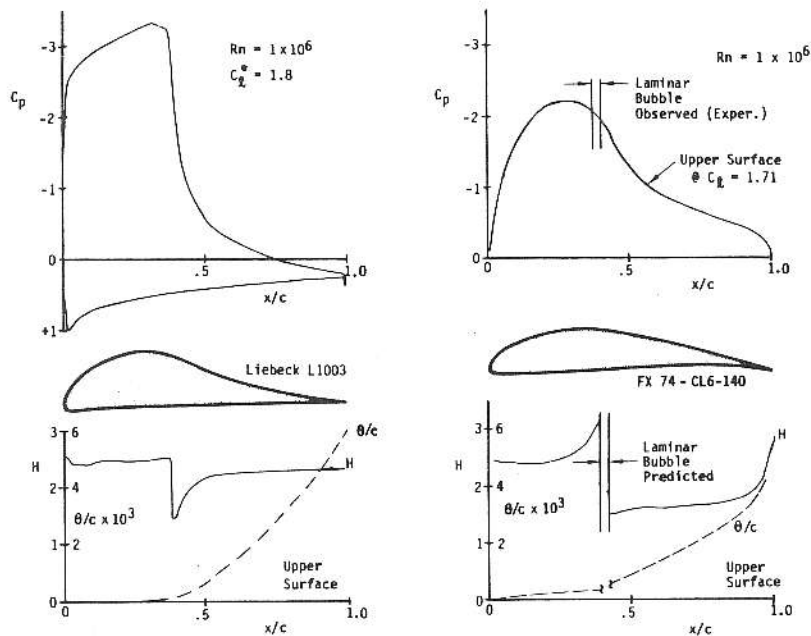 -3
-2
-1
0
+1
Cp
Rn = 1 x 10^6
C_ℓ^* = 1.8
.5
1.0
x/c
Liebeck L1003
3
2
1
0
H
6
4
2
θ/c x 10^3
θ/c
H
Upper
Surface
0
.5
1.0
x/c
-3
-2
-1
0
Cp
Rn = 1 x 10^6
Laminar
Bubble
Observed (Exper.)
Upper Surface
@ C_ℓ = 1.71
0
.5
1.0
x/c
FX 74 - CL6-140
3
2
1
0
H
6
4
2
θ/c x 10^3
Laminar
Bubble
Predicted
H
θ/c
Upper
Surface
0
.5
1.0
x/c